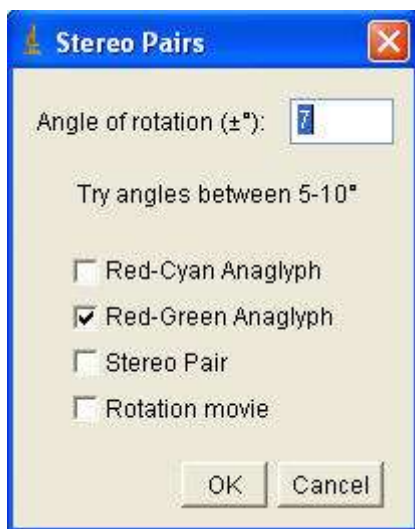 Stereo Pairs
Angle of rotation (±°): 7
Try angles between 5-10°
Red-Cyan Anaglyph
Red-Green Anaglyph
Stereo Pair
Rotation movie
OK Cancel